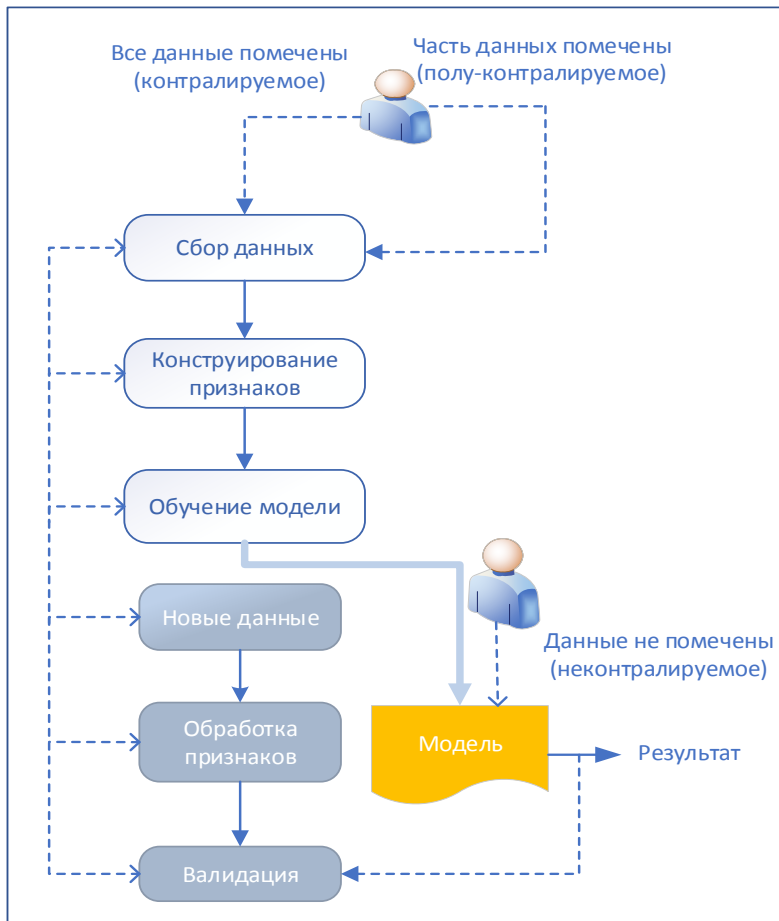 Все данные помечены
(контралируемое)
Часть данных помечены
(полу-контралируемое)
Сбор данных
Конструирование
признаков
Обучение модели
Новые данные
Данные не помечены
(неконтралируемое)
Обработка
признаков
Модель
Результат
Валидация